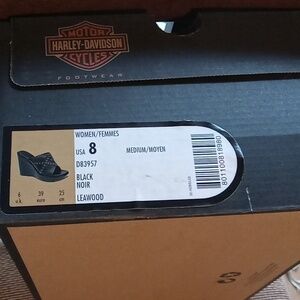 MOTOR
HARLEY-DAVIDSON
CYCLES
FOOTWEAR
WOMEN/FEMMES
USA 8 MEDIUM/MOYEN
D83957
BLACK
NOIR
LEAWOOD
6 39 25
u.k. euro cm
801100818980